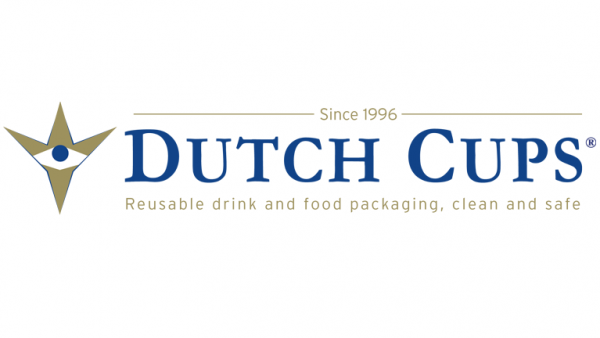 Since 1996
DUTCH CUPS®
Reusable drink and food packaging, clean and safe